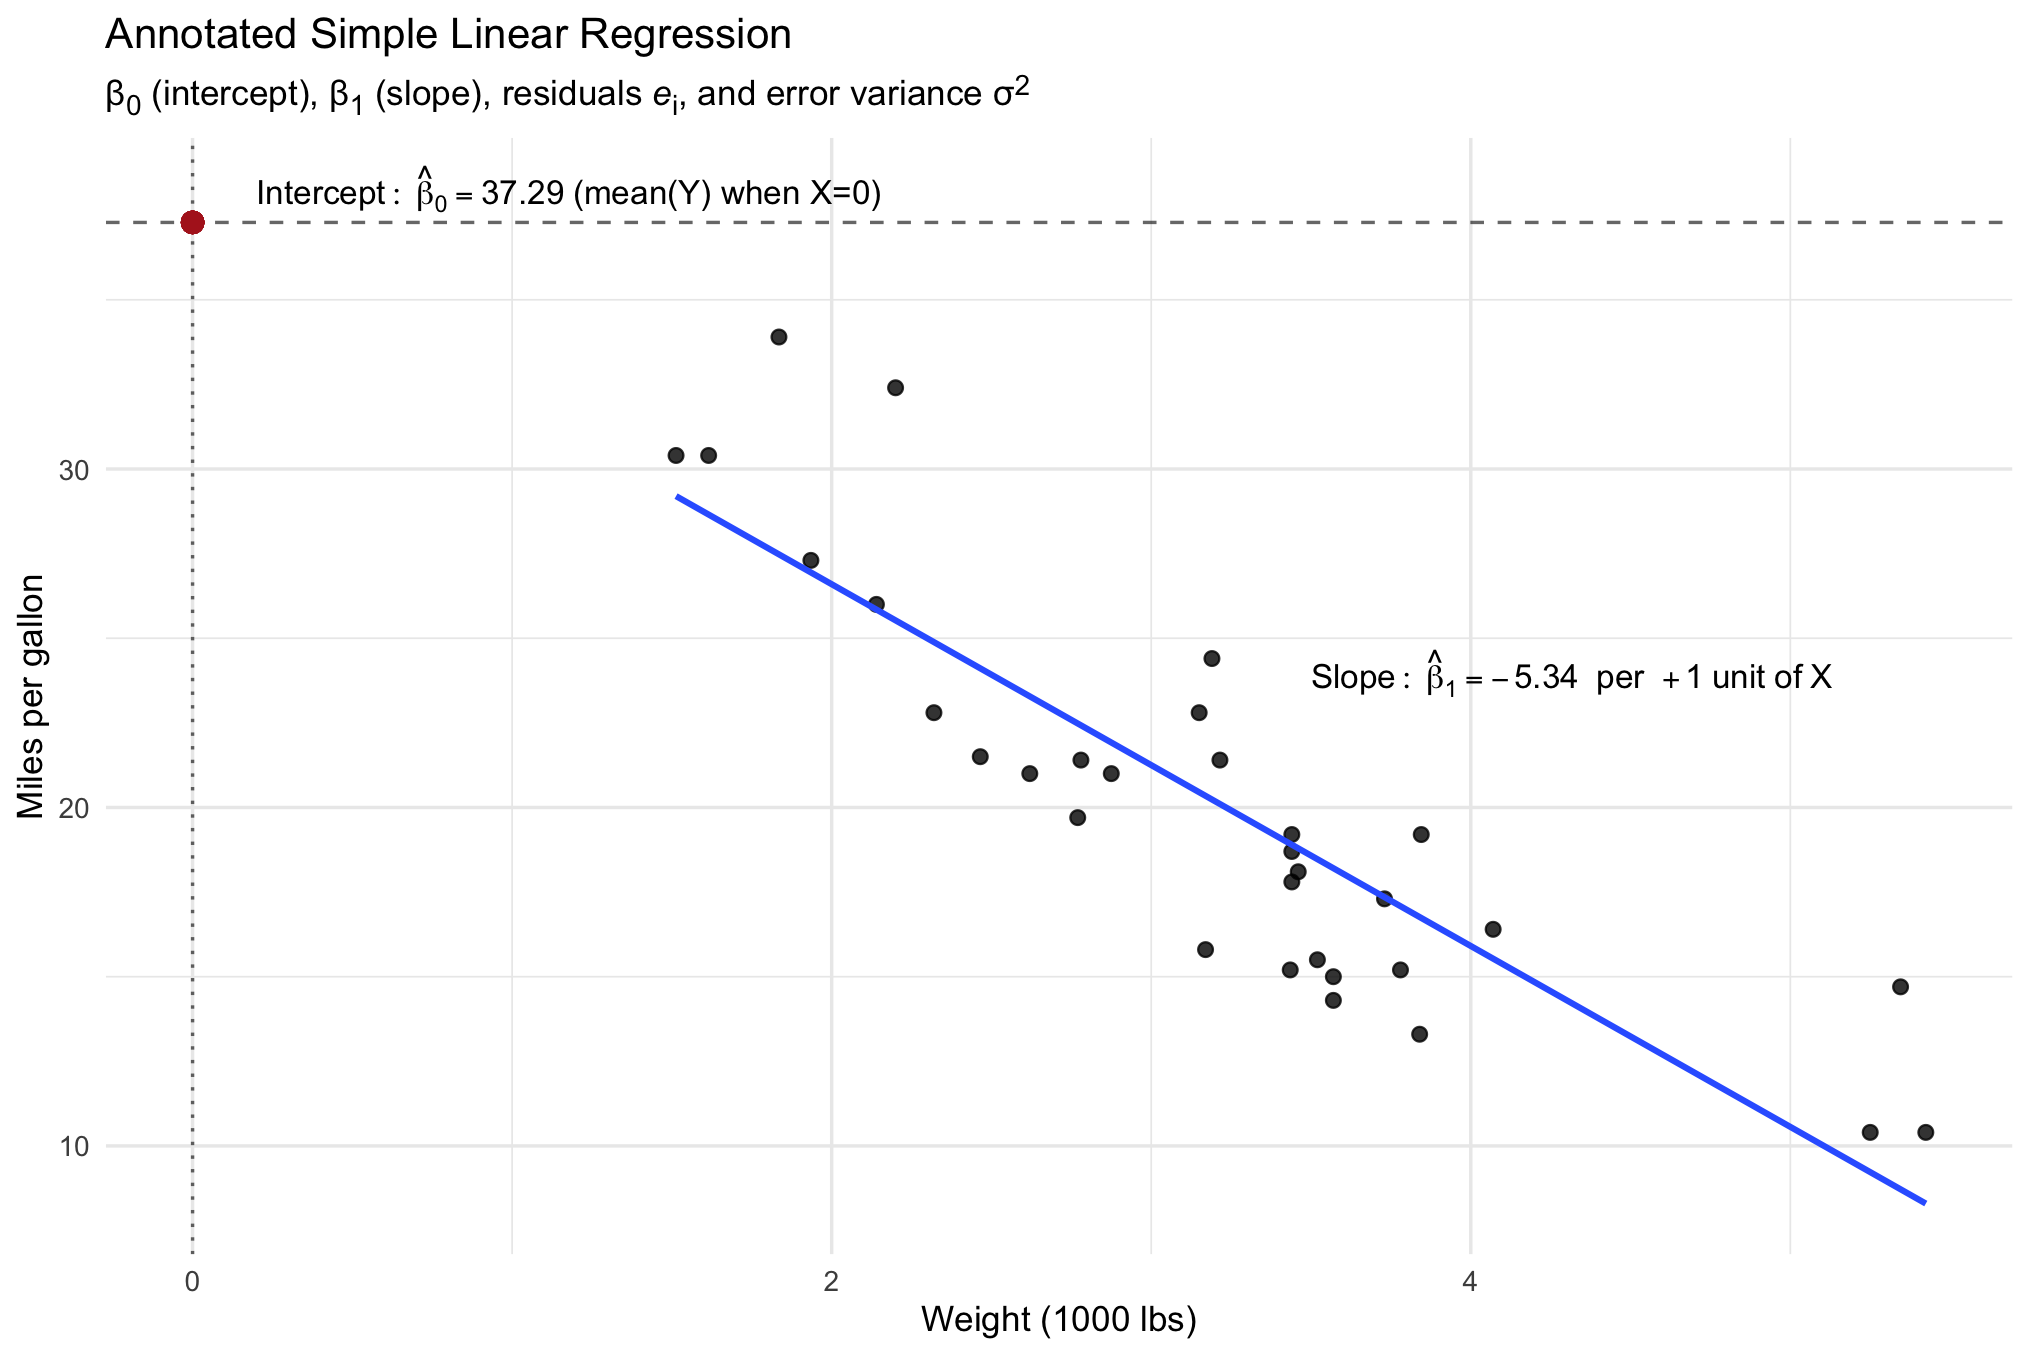 Annotated Simple Linear Regression
β₀ (intercept), β₁ (slope), residuals eᵢ, and error variance σ²
Intercept: β̂₀ = 37.29 (mean(Y) when X=0)
30
Slope: β̂₁ = −5.34 per +1 unit of X
Miles per gallon
20
10
0 2 4
Weight (1000 lbs)